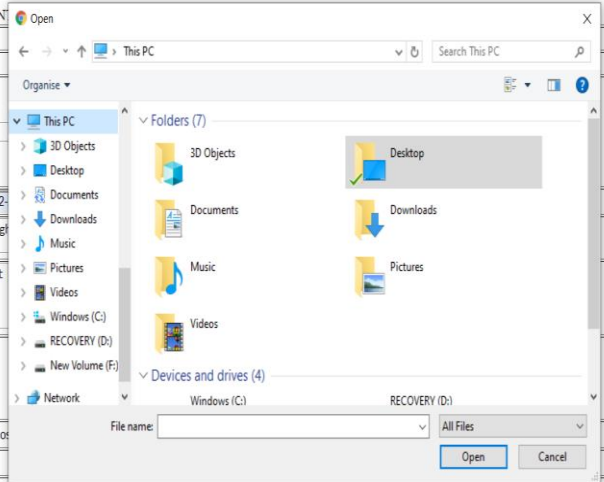 Open
This PC
Search This PC
Organise
This PC
3D Objects
Desktop
Documents
Downloads
Music
Pictures
Videos
Windows (C:)
RECOVERY (D:)
New Volume (F:)
Network
Folders (7)
3D Objects
Desktop
Documents
Downloads
Music
Pictures
Videos
Devices and drives (4)
Windows (C:)
RECOVERY (D:)
File name:
All Files
Open
Cancel